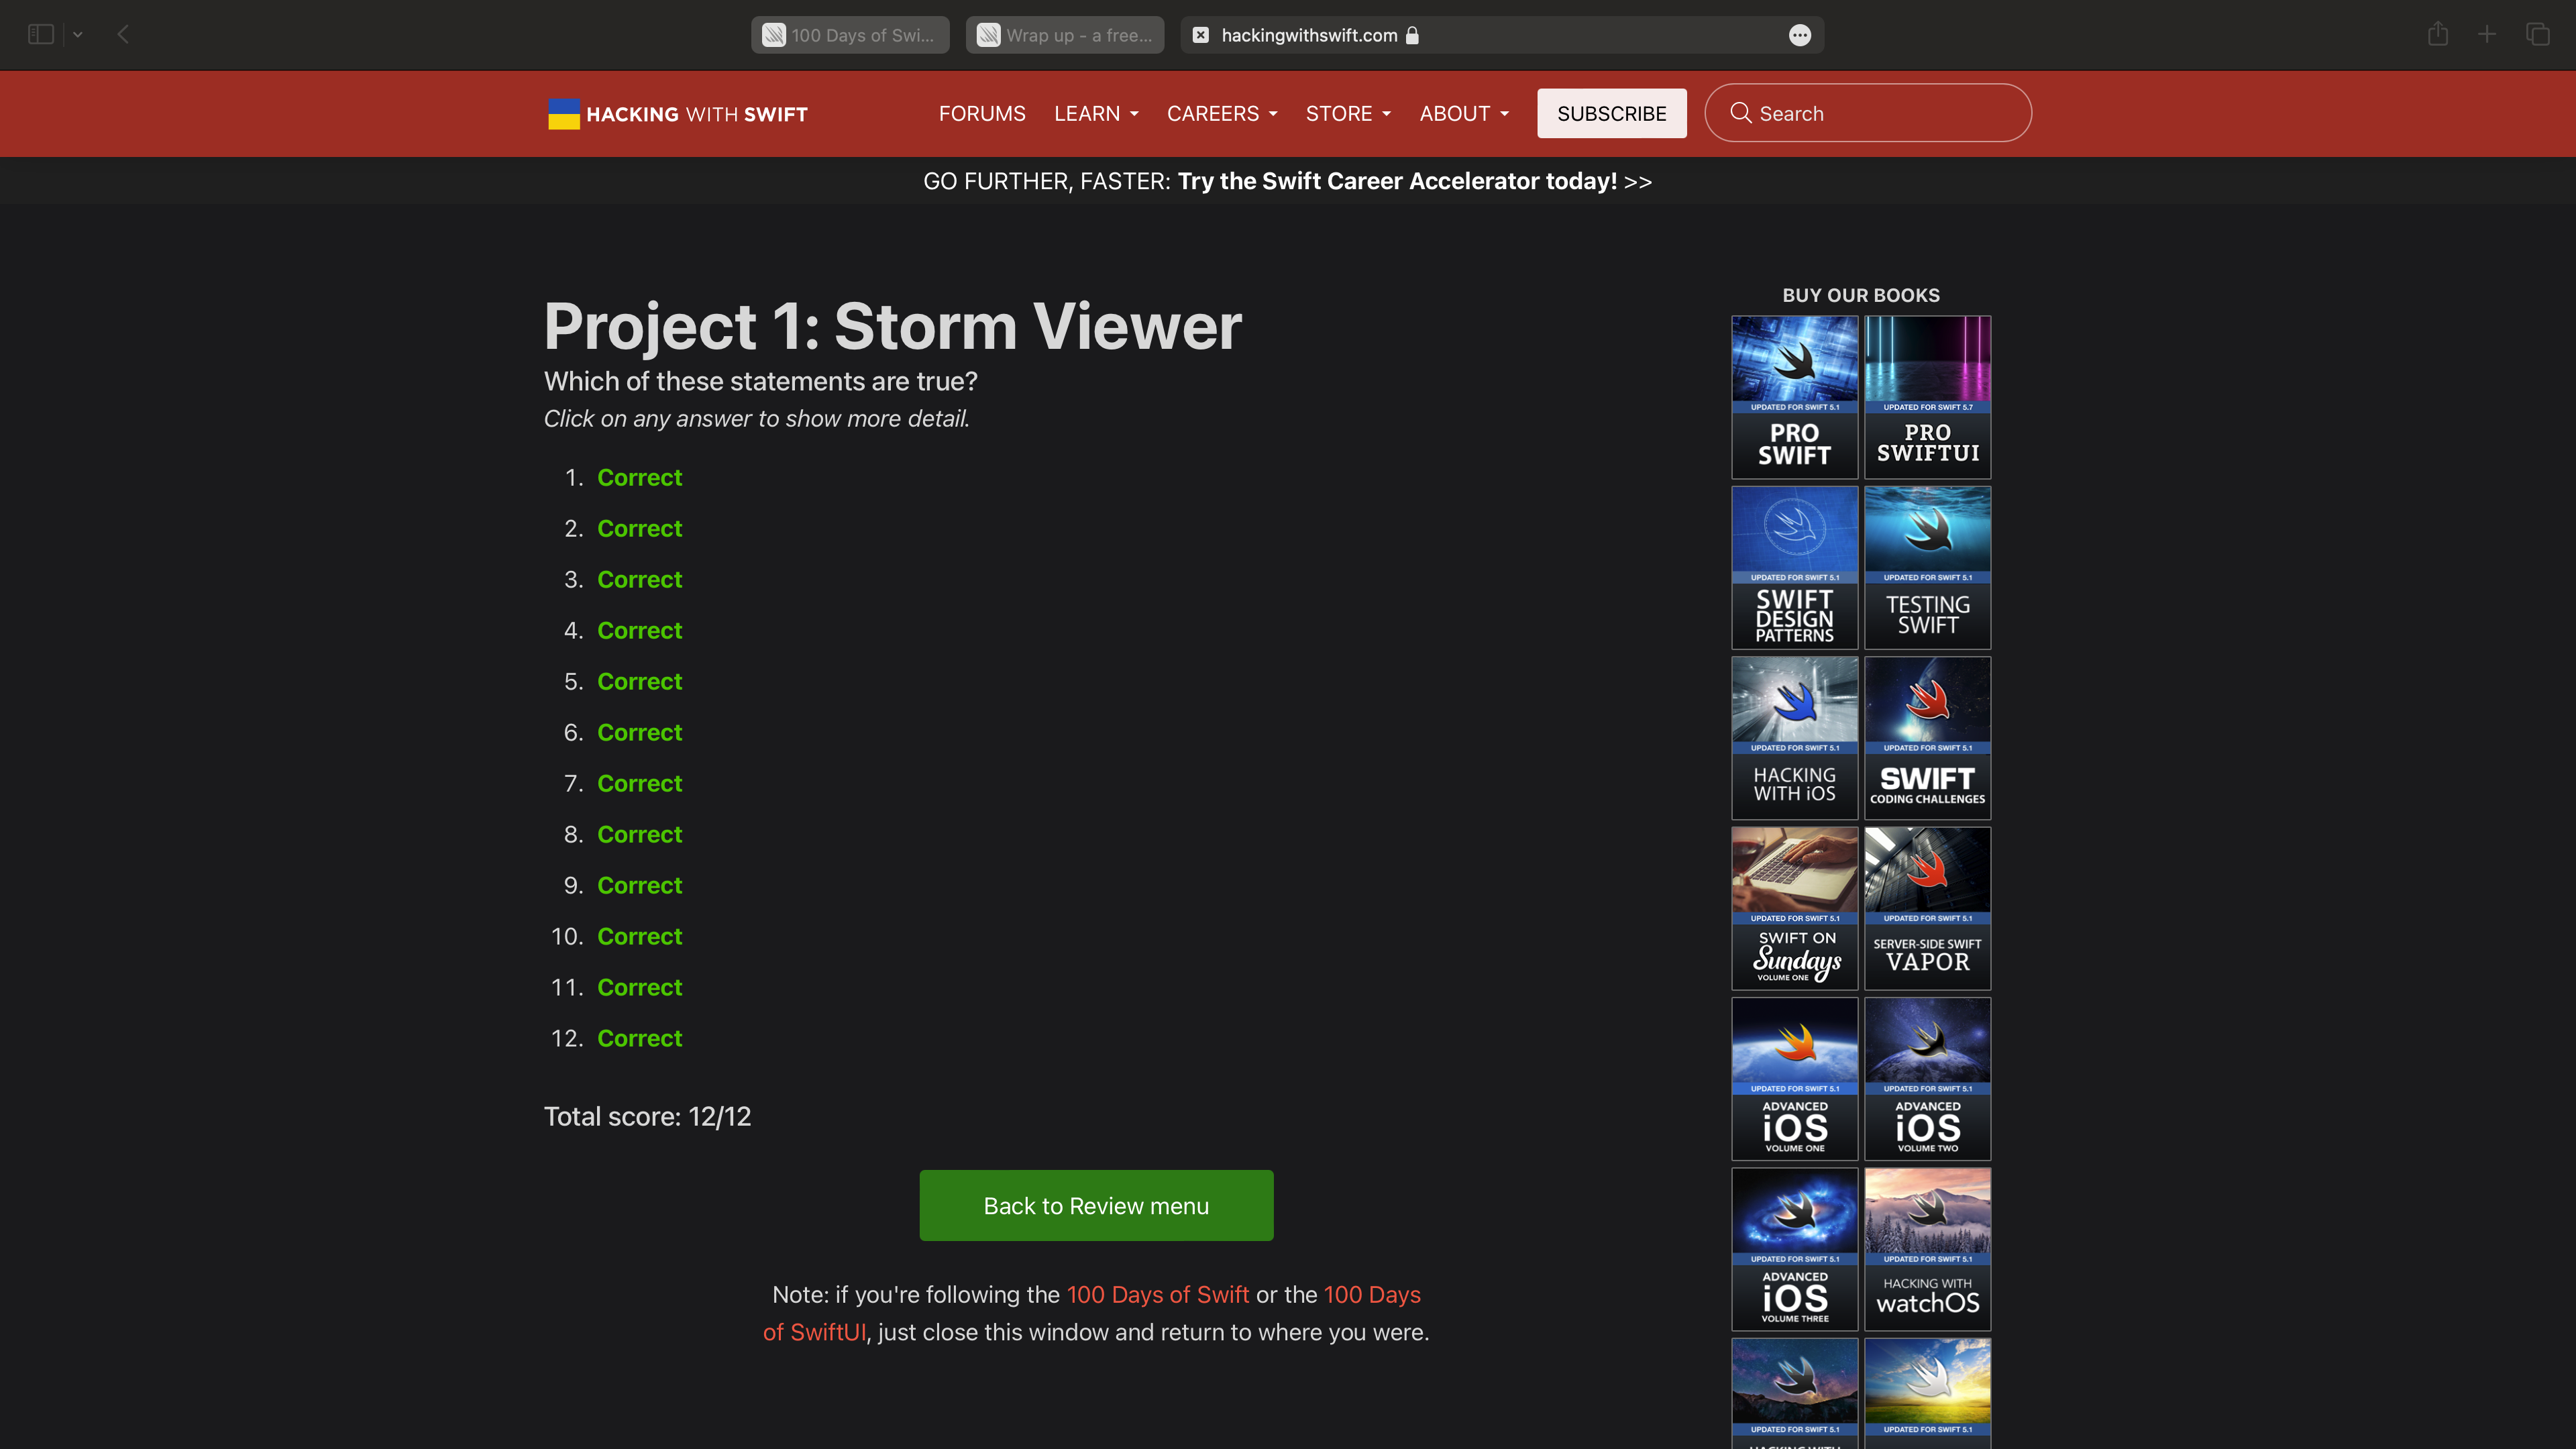 100 Days of Swi...
Wrap up - a free...
hackingwithswift.com
HACKING WITH SWIFT
FORUMS
LEARN
CAREERS
STORE
ABOUT
SUBSCRIBE
Search
GO FURTHER, FASTER: Try the Swift Career Accelerator today! >>
Project 1: Storm Viewer
Which of these statements are true?
Click on any answer to show more detail.
1. Correct
2. Correct
3. Correct
4. Correct
5. Correct
6. Correct
7. Correct
8. Correct
9. Correct
10. Correct
11. Correct
12. Correct
Total score: 12/12
Back to Review menu
Note: if you're following the 100 Days of Swift or the 100 Days
of SwiftUI, just close this window and return to where you were.
BUY OUR BOOKS
UPDATED FOR SWIFT 5.1
PRO
SWIFT
UPDATED FOR SWIFT 5.7
PRO
SWIFTUI
UPDATED FOR SWIFT 5.1
SWIFT
DESIGN
PATTERNS
UPDATED FOR SWIFT 5.1
TESTING
SWIFT
UPDATED FOR SWIFT 5.1
HACKING
WITH iOS
UPDATED FOR SWIFT 5.1
SWIFT
CODING CHALLENGES
UPDATED FOR SWIFT 5.1
SWIFT ON
Sundays
VOLUME ONE
UPDATED FOR SWIFT 5.1
SERVER-SIDE SWIFT
VAPOR
UPDATED FOR SWIFT 5.1
ADVANCED
iOS
VOLUME ONE
UPDATED FOR SWIFT 5.1
ADVANCED
iOS
VOLUME TWO
UPDATED FOR SWIFT 5.1
ADVANCED
iOS
VOLUME THREE
UPDATED FOR SWIFT 5.1
HACKING WITH
watchOS
UPDATED FOR SWIFT 5.1
HACKING WITH
UPDATED FOR SWIFT 5.1